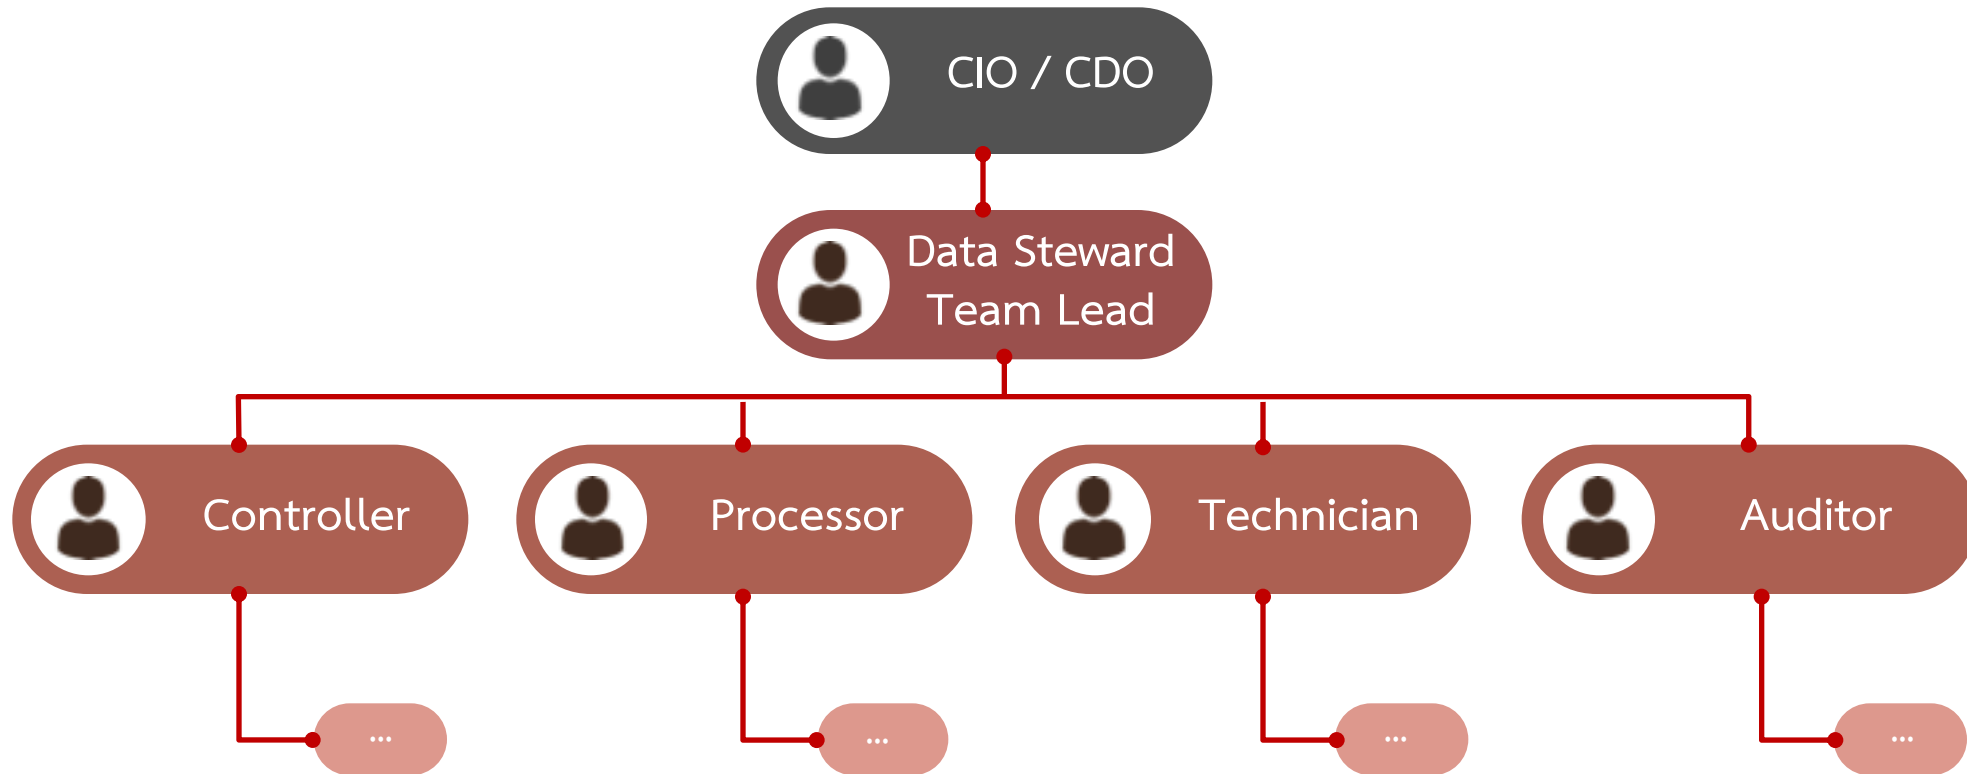 CIO / CDO
Data Steward
Team Lead
Controller
Processor
Technician
Auditor
...
...
...
...